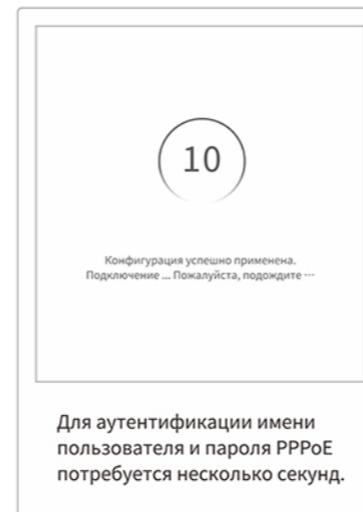 10
Конфигурация успешно применена.
Подключение ... Пожалуйста, подождите ···
Для аутентификации имени
пользователя и пароля PPPoE
потребуется несколько секунд.